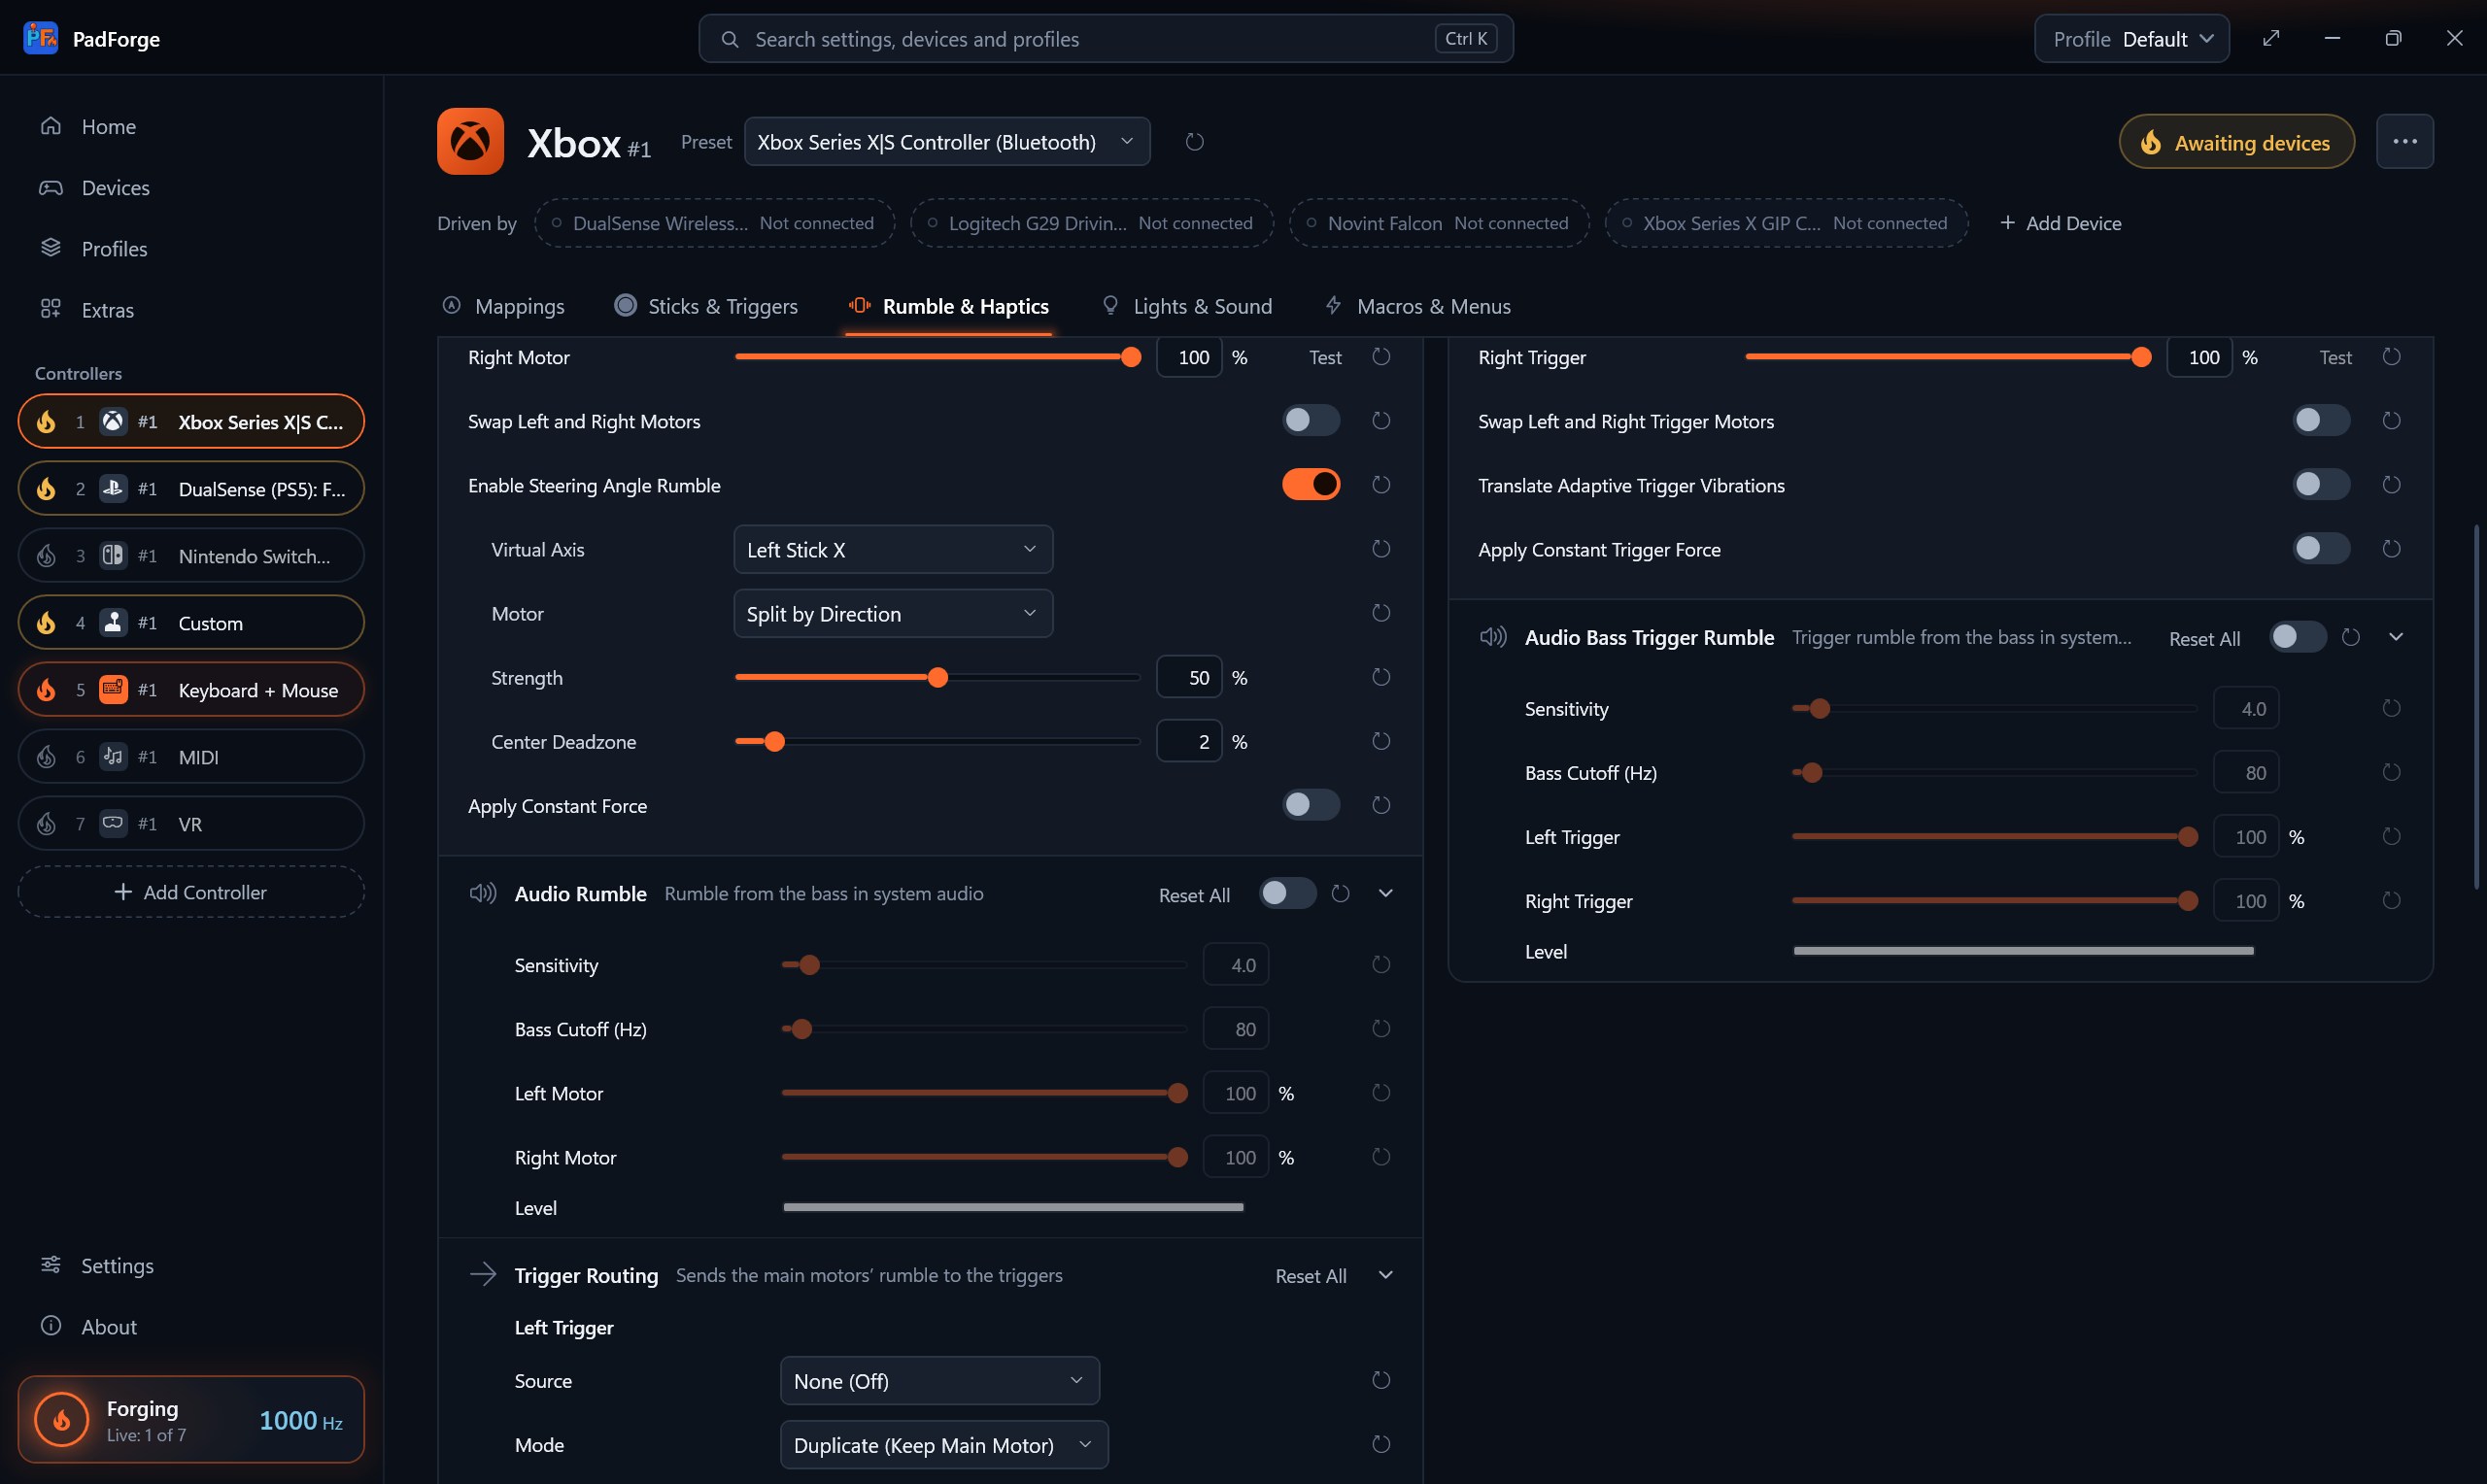 PadForge
Search settings, devices and profiles
Ctrl K
Profile Default
Home
Devices
Profiles
Extras
Controllers
1 #1 Xbox Series X|S C...
2 #1 DualSense (PS5): F...
3 #1 Nintendo Switch...
4 #1 Custom
5 #1 Keyboard + Mouse
6 #1 MIDI
7 #1 VR
+ Add Controller
Settings
About
Forging
Live: 1 of 7
1000 Hz
Xbox #1
Preset
Xbox Series X|S Controller (Bluetooth)
Awaiting devices
...
Driven by
DualSense Wireless... Not connected
Logitech G29 Drivin... Not connected
Novint Falcon Not connected
Xbox Series X GIP C... Not connected
+ Add Device
Mappings
Sticks & Triggers
Rumble & Haptics
Lights & Sound
Macros & Menus
Right Motor 100 % Test
Swap Left and Right Motors
Enable Steering Angle Rumble
Virtual Axis Left Stick X
Motor Split by Direction
Strength 50 %
Center Deadzone 2 %
Apply Constant Force
Audio Rumble Rumble from the bass in system audio Reset All
Sensitivity 4.0
Bass Cutoff (Hz) 80
Left Motor 100 %
Right Motor 100 %
Level
Trigger Routing Sends the main motors’ rumble to the triggers Reset All
Left Trigger
Source None (Off)
Mode Duplicate (Keep Main Motor)
Right Trigger 100 % Test
Swap Left and Right Trigger Motors
Translate Adaptive Trigger Vibrations
Apply Constant Trigger Force
Audio Bass Trigger Rumble Trigger rumble from the bass in system... Reset All
Sensitivity 4.0
Bass Cutoff (Hz) 80
Left Trigger 100 %
Right Trigger 100 %
Level